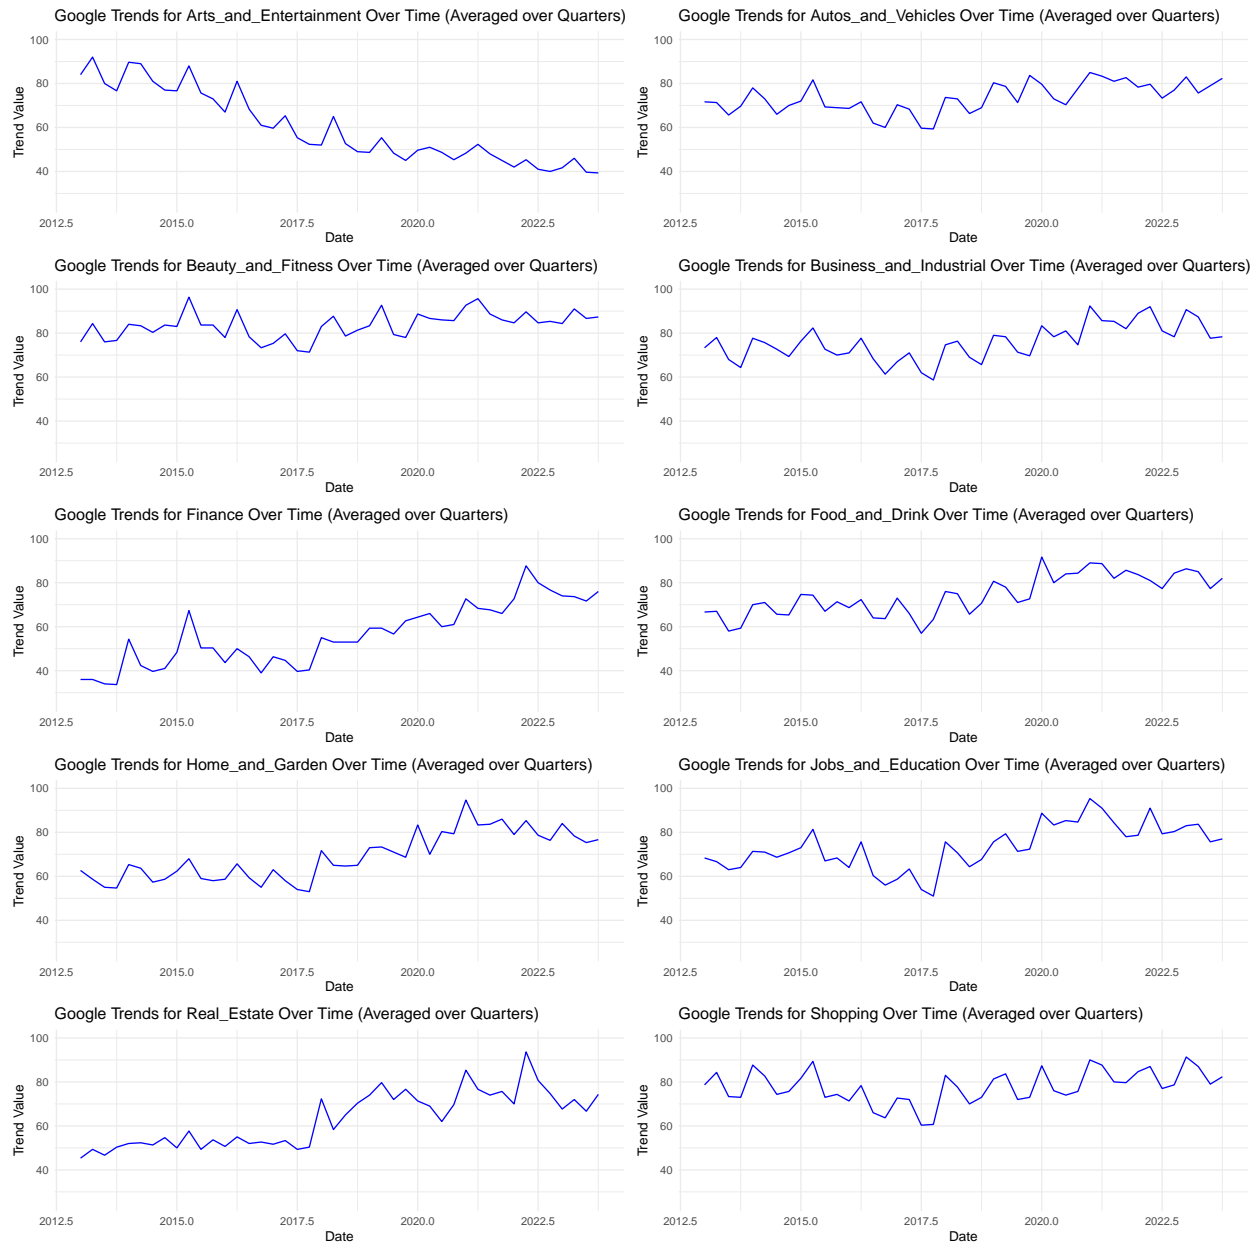 Google Trends for Arts_and_Entertainment Over Time (Averaged over Quarters)
100
80
60
40
Trend Value
2012.5 2015.0 2017.5 2020.0 2022.5
Date
Google Trends for Autos_and_Vehicles Over Time (Averaged over Quarters)
100
80
60
40
Trend Value
2012.5 2015.0 2017.5 2020.0 2022.5
Date
Google Trends for Beauty_and_Fitness Over Time (Averaged over Quarters)
100
80
60
40
Trend Value
2012.5 2015.0 2017.5 2020.0 2022.5
Date
Google Trends for Business_and_Industrial Over Time (Averaged over Quarters)
100
80
60
40
Trend Value
2012.5 2015.0 2017.5 2020.0 2022.5
Date
Google Trends for Finance Over Time (Averaged over Quarters)
100
80
60
40
Trend Value
2012.5 2015.0 2017.5 2020.0 2022.5
Date
Google Trends for Food_and_Drink Over Time (Averaged over Quarters)
100
80
60
40
Trend Value
2012.5 2015.0 2017.5 2020.0 2022.5
Date
Google Trends for Home_and_Garden Over Time (Averaged over Quarters)
100
80
60
40
Trend Value
2012.5 2015.0 2017.5 2020.0 2022.5
Date
Google Trends for Jobs_and_Education Over Time (Averaged over Quarters)
100
80
60
40
Trend Value
2012.5 2015.0 2017.5 2020.0 2022.5
Date
Google Trends for Real_Estate Over Time (Averaged over Quarters)
100
80
60
40
Trend Value
2012.5 2015.0 2017.5 2020.0 2022.5
Date
Google Trends for Shopping Over Time (Averaged over Quarters)
100
80
60
40
Trend Value
2012.5 2015.0 2017.5 2020.0 2022.5
Date